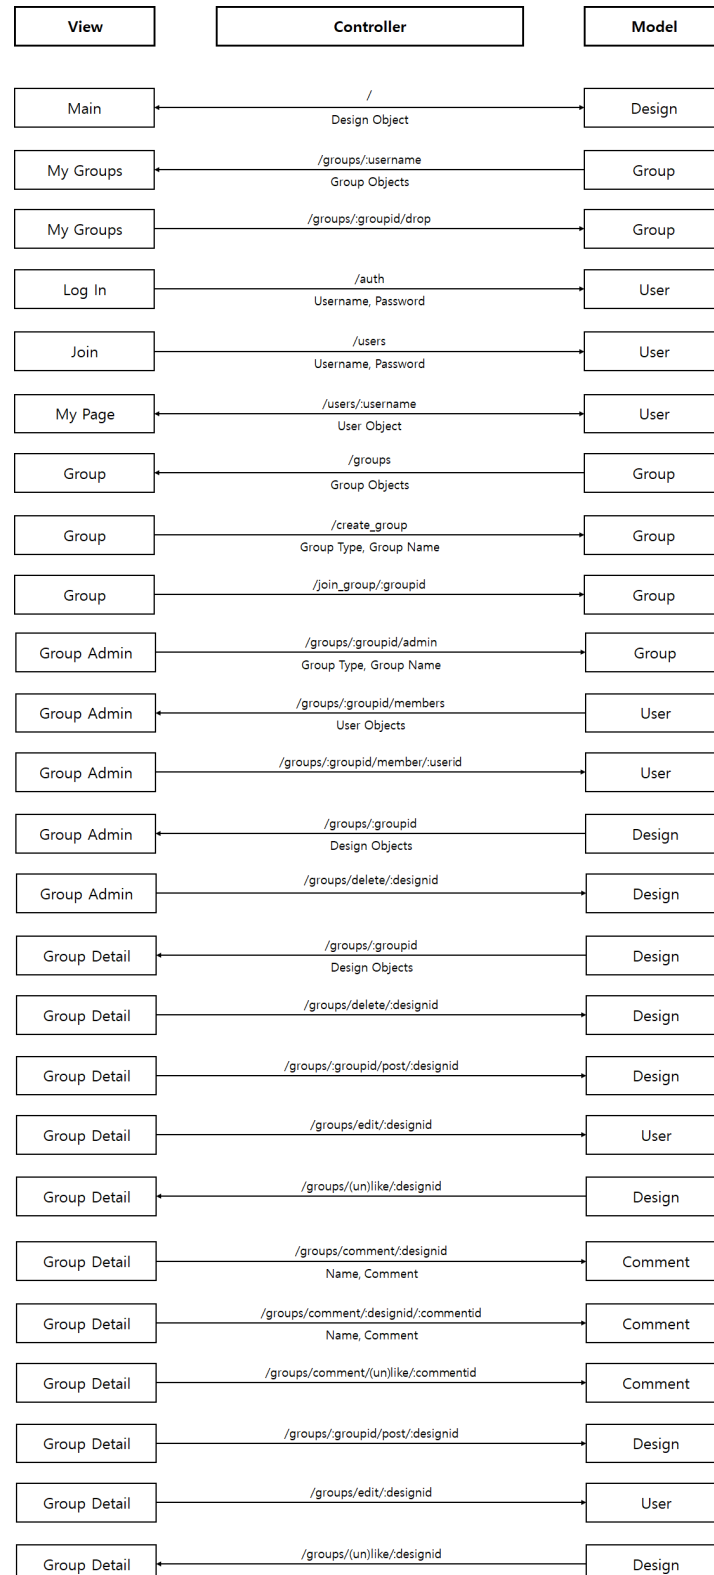 View Controller Model
/
Main Design
Design Object
/groups/:username
My Groups Group
Group Objects
/groups/:groupid/drop
My Groups Group
/auth
Log In User
Username, Password
/users
Join User
Username, Password
/users/:username
My Page User
User Object
/groups
Group Group
Group Objects
/create_group
Group Group
Group Type, Group Name
/join_group/:groupid
Group Group
/groups/:groupid/admin
Group Admin Group
Group Type, Group Name
/groups/:groupid/members
Group Admin User
User Objects
/groups/:groupid/member/:userid
Group Admin User
/groups/:groupid
Group Admin Design
Design Objects
/groups/delete/:designid
Group Admin Design
/groups/:groupid
Group Detail Design
Design Objects
/groups/delete/:designid
Group Detail Design
/groups/:groupid/post/:designid
Group Detail Design
/groups/edit/:designid
Group Detail User
/groups/(un)like/:designid
Group Detail Design
/groups/comment/:designid
Group Detail Comment
Name, Comment
/groups/comment/:designid/:commentid
Group Detail Comment
Name, Comment
/groups/comment/(un)like/:commentid
Group Detail Comment
/groups/:groupid/post/:designid
Group Detail Design
/groups/edit/:designid
Group Detail User
/groups/(un)like/:designid
Group Detail Design